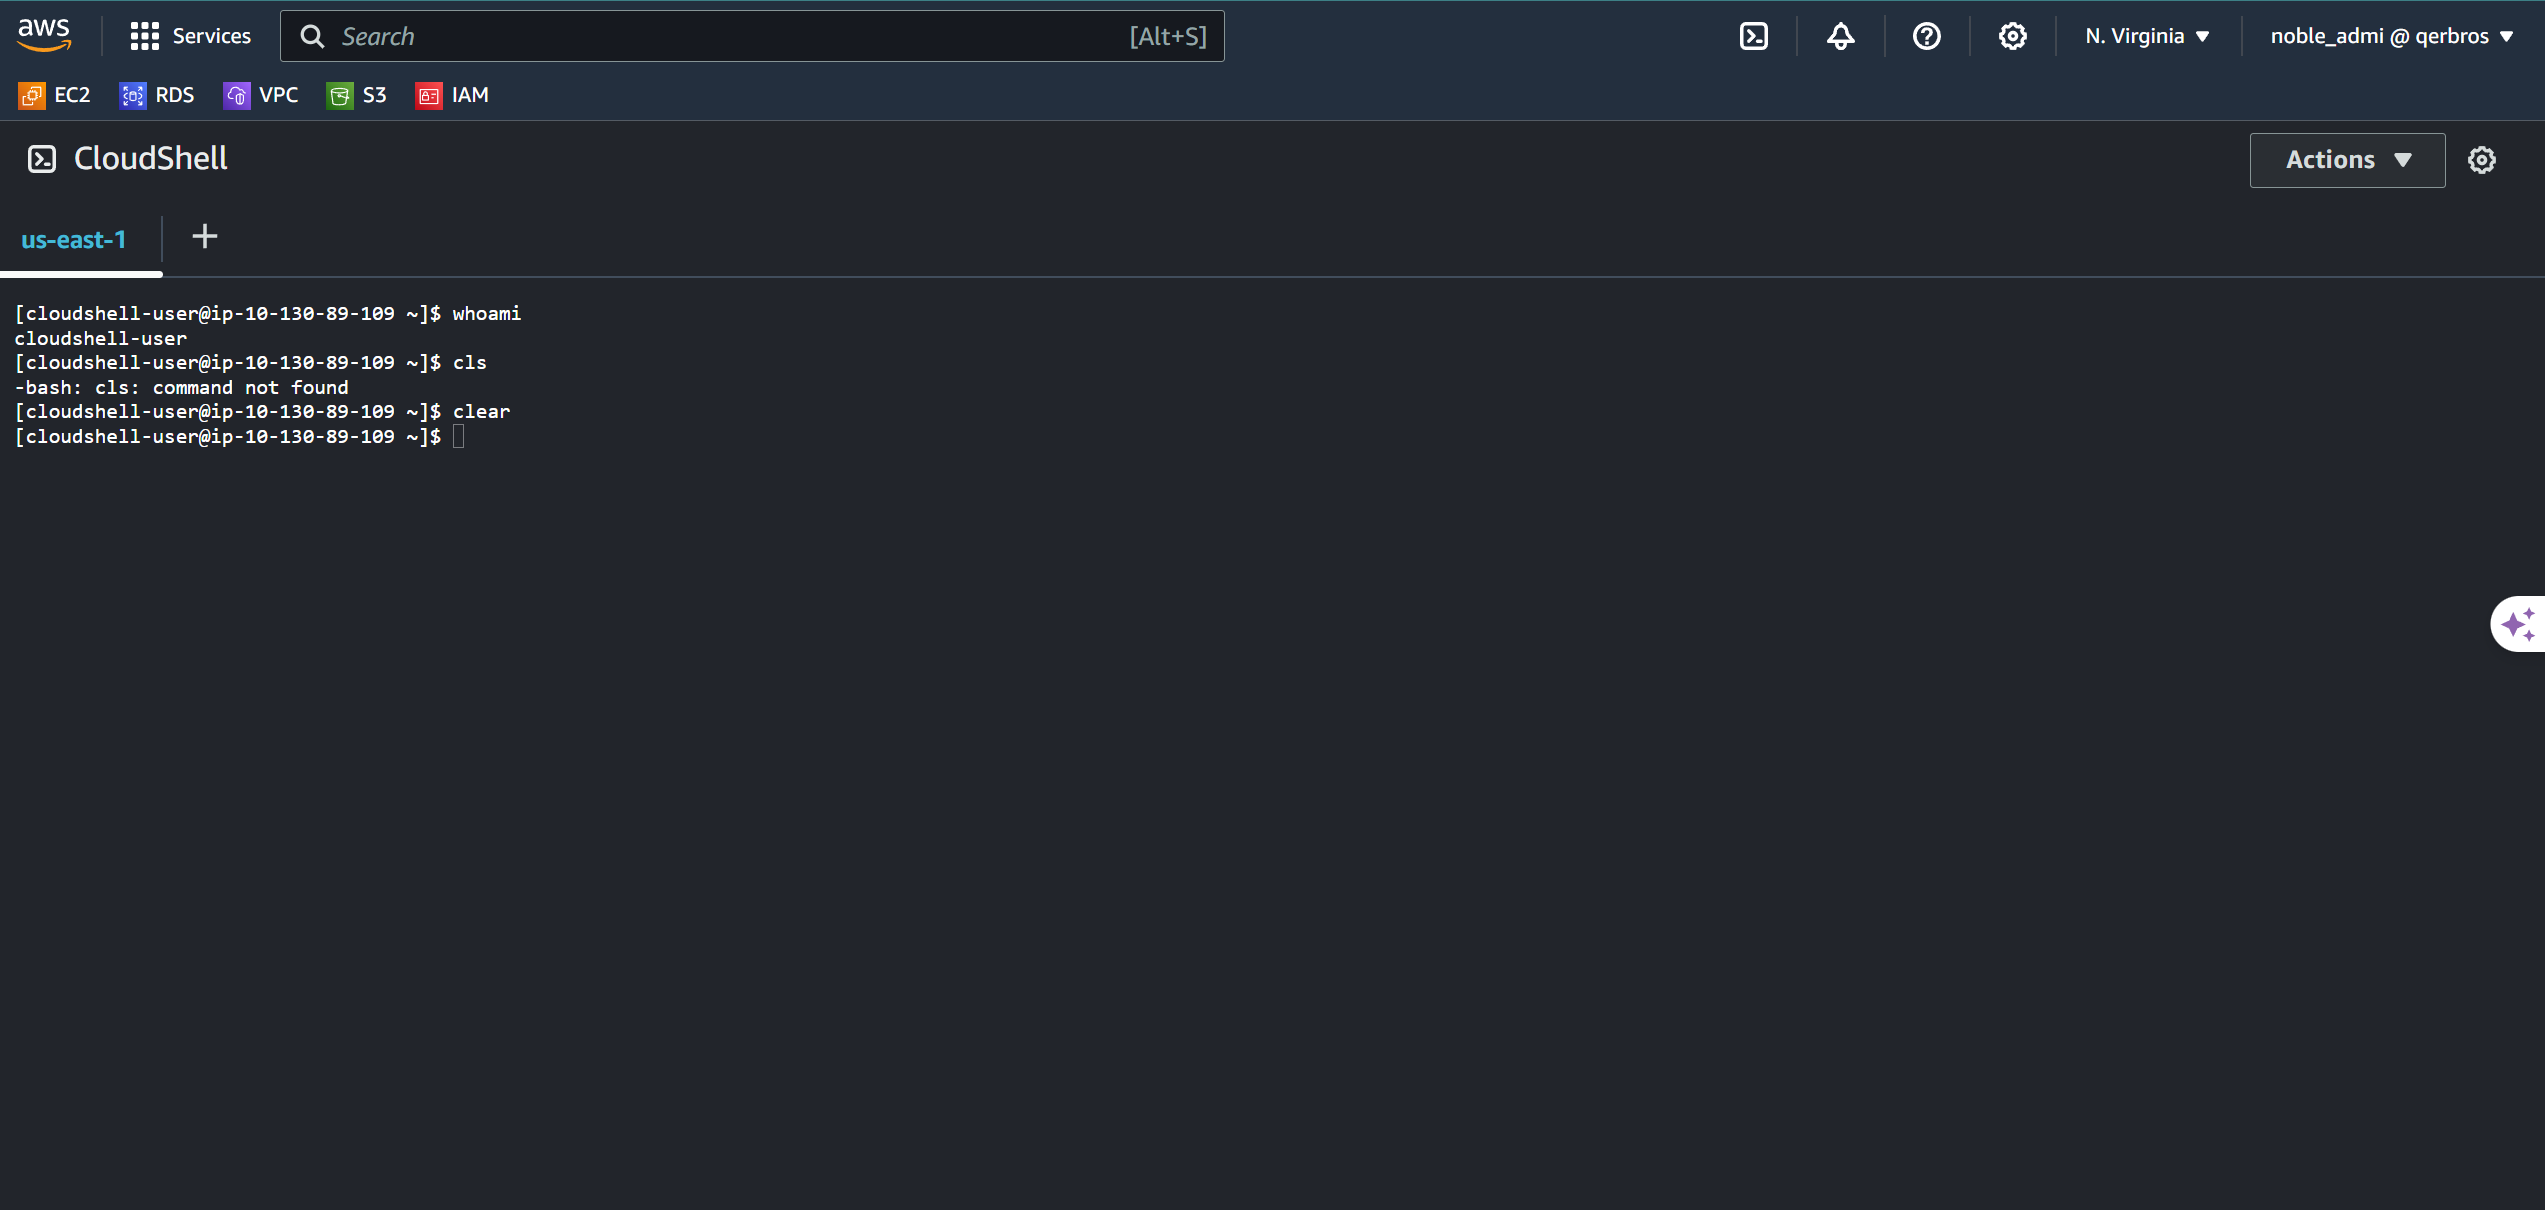 aws Services Search [Alt+S] N. Virginia noble_admi @ qerbros
EC2 RDS VPC S3 IAM
CloudShell Actions
us-east-1
[cloudshell-user@ip-10-130-89-109 ~]$ whoami
cloudshell-user
[cloudshell-user@ip-10-130-89-109 ~]$ cls
-bash: cls: command not found
[cloudshell-user@ip-10-130-89-109 ~]$ clear
[cloudshell-user@ip-10-130-89-109 ~]$